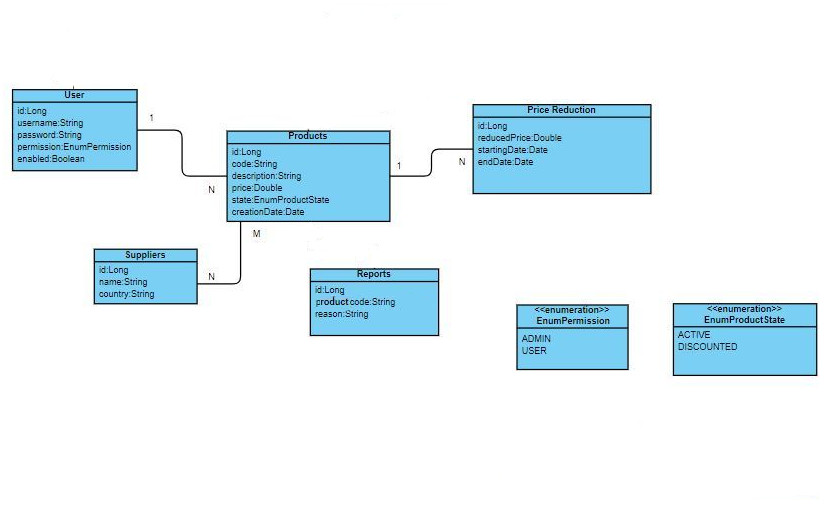 User
id:Long
username:String
password:String
permission:EnumPermission
enabled:Boolean
1
N
Products
id:Long
code:String
description:String
price:Double
state:EnumProductState
creationDate:Date
1
N
Price Reduction
id:Long
reducedPrice:Double
startingDate:Date
endDate:Date
M
N
Suppliers
id:Long
name:String
country:String
Reports
id:Long
product code:String
reason:String
<<enumeration>>
EnumPermission
ADMIN
USER
<<enumeration>>
EnumProductState
ACTIVE
DISCOUNTED